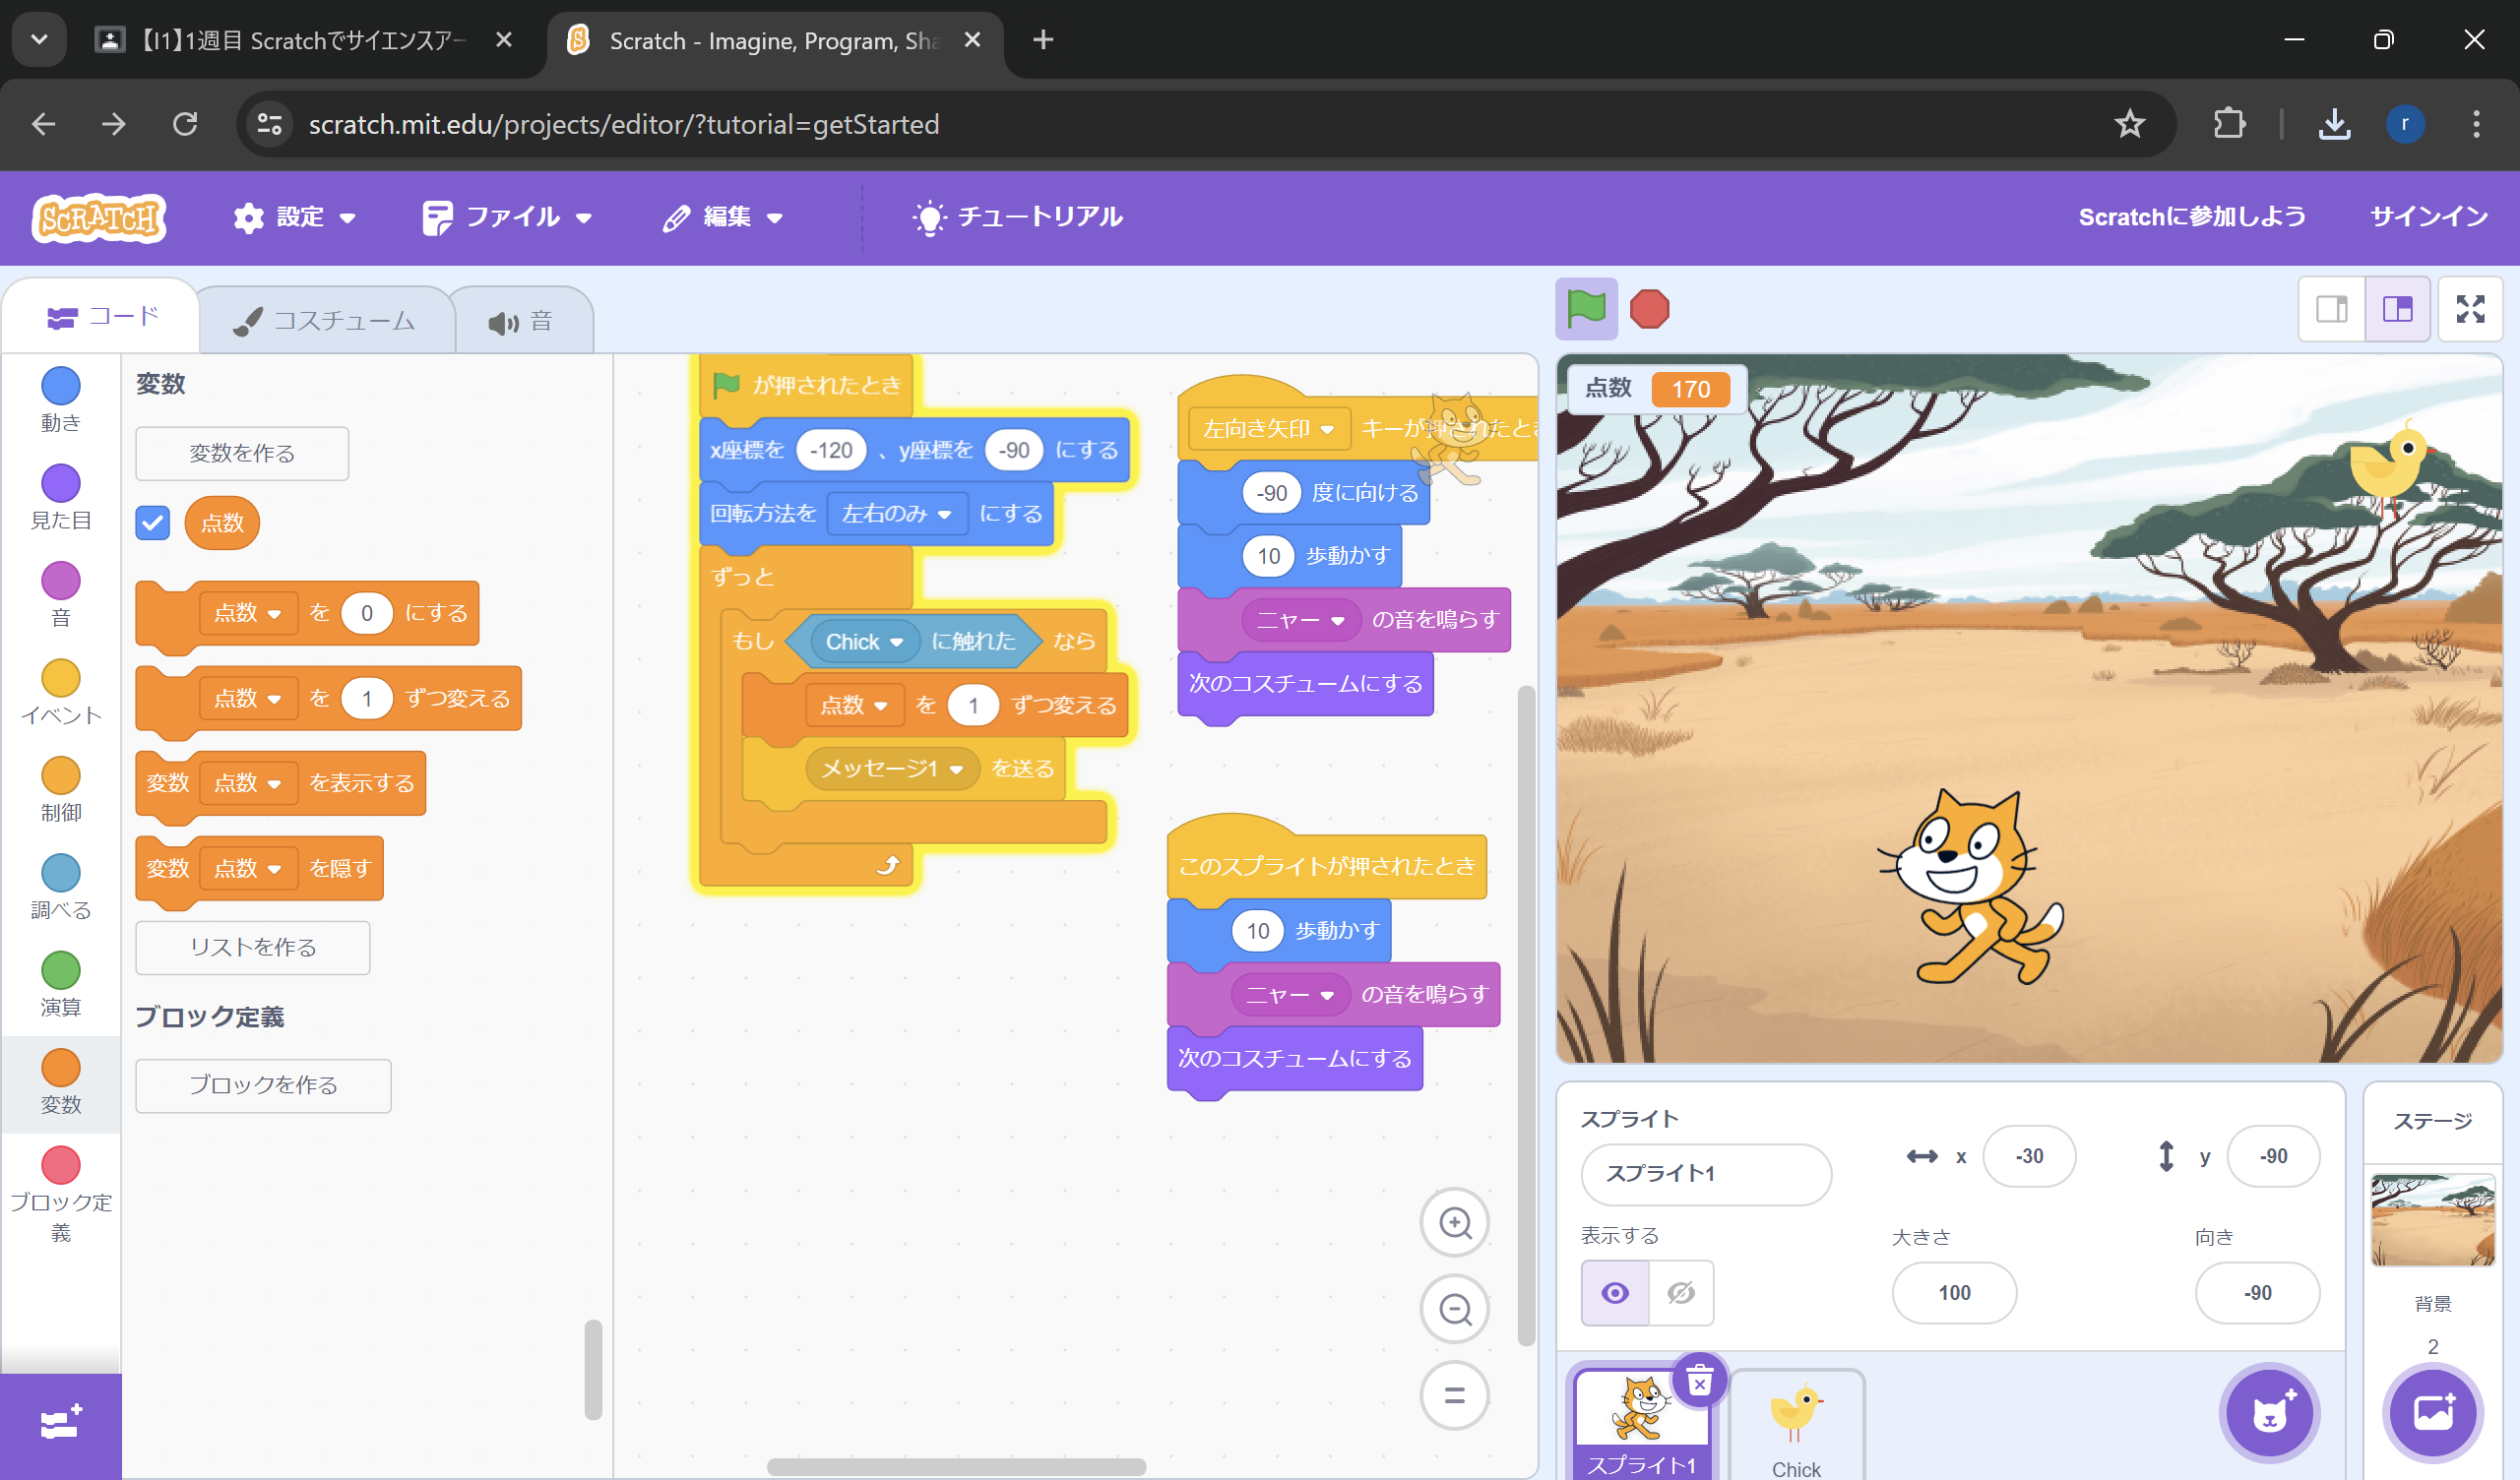 【I1】1週目 Scratchでサイエンスアー
Scratch - Imagine, Program, Sha
scratch.mit.edu/projects/editor/?tutorial=getStarted
r
SCRATCH
設定
ファイル
編集
チュートリアル
Scratchに参加しよう
サインイン
コード
コスチューム
音
動き
見た目
音
イベント
制御
調べる
演算
変数
ブロック定
義
変数
変数を作る
点数
点数 を 0 にする
点数 を 1 ずつ変える
変数 点数 を表示する
変数 点数 を隠す
リストを作る
ブロック定義
ブロックを作る
が押されたとき
x座標を -120 、y座標を -90 にする
回転方法を 左右のみ にする
ずっと
もし Chick に触れた なら
点数 を 1 ずつ変える
メッセージ1 を送る
左向き矢印 キーが押されたとき
-90 度に向ける
10 歩動かす
ニャー の音を鳴らす
次のコスチュームにする
このスプライトが押されたとき
10 歩動かす
ニャー の音を鳴らす
次のコスチュームにする
点数 170
スプライト
スプライト1
x -30
y -90
表示する
大きさ
100
向き
-90
スプライト1
Chick
ステージ
背景
2